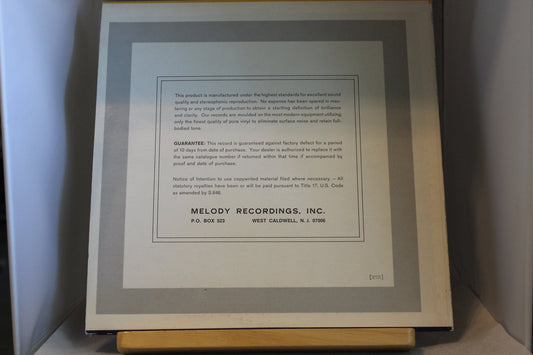 This product is manufactured under the highest standards for excellent sound
quality and stereophonic reproduction. No expense has been spared in mas-
tering or any stage of production to obtain a startling definition of brilliance
and clarity. Our records are moulded on the most modern equipment utilizing
only the finest quality of pure vinyl to eliminate surface noise and retain full-
bodied tone.
GUARANTEE: This record is guaranteed against factory defect for a period
of 10 days from date of purchase. Your dealer is authorized to replace it with
the same catalogue number if returned within that time if accompanied by
proof and date of purchase.
Notice of Intention to use copywrited material filed where necessary — All
statutory royalties have been or will be paid pursuant to Title 17, U.S. Code
as amended by S.646.
MELODY RECORDINGS, INC.
P.O. BOX 523 WEST CALDWELL, N. J. 07006